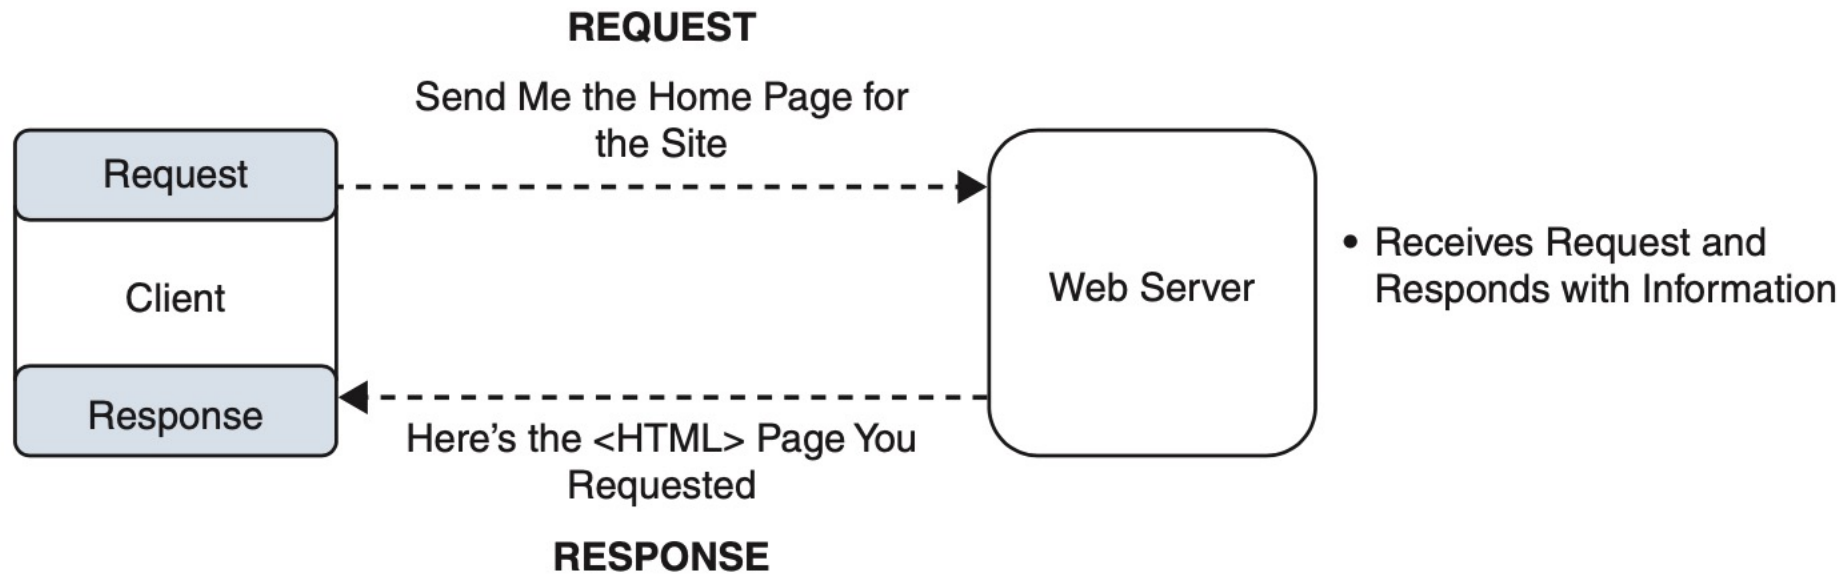 REQUEST
Send Me the Home Page for
the Site
Request
Client
Response
Web Server
• Receives Request and
Responds with Information
Here’s the <HTML> Page You
Requested
RESPONSE